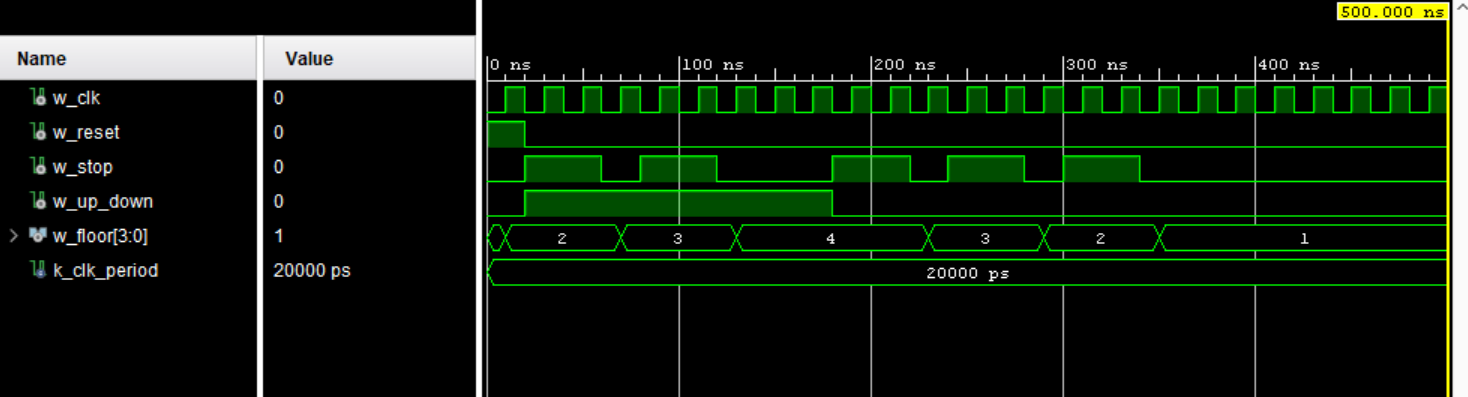 500.000 ns
Name Value
0 ns 100 ns 200 ns 300 ns 400 ns
w_clk 0
w_reset 0
w_stop 0
w_up_down 0
w_floor[3:0] 1 2 3 4 3 2 1
k_clk_period 20000 ps 20000 ps